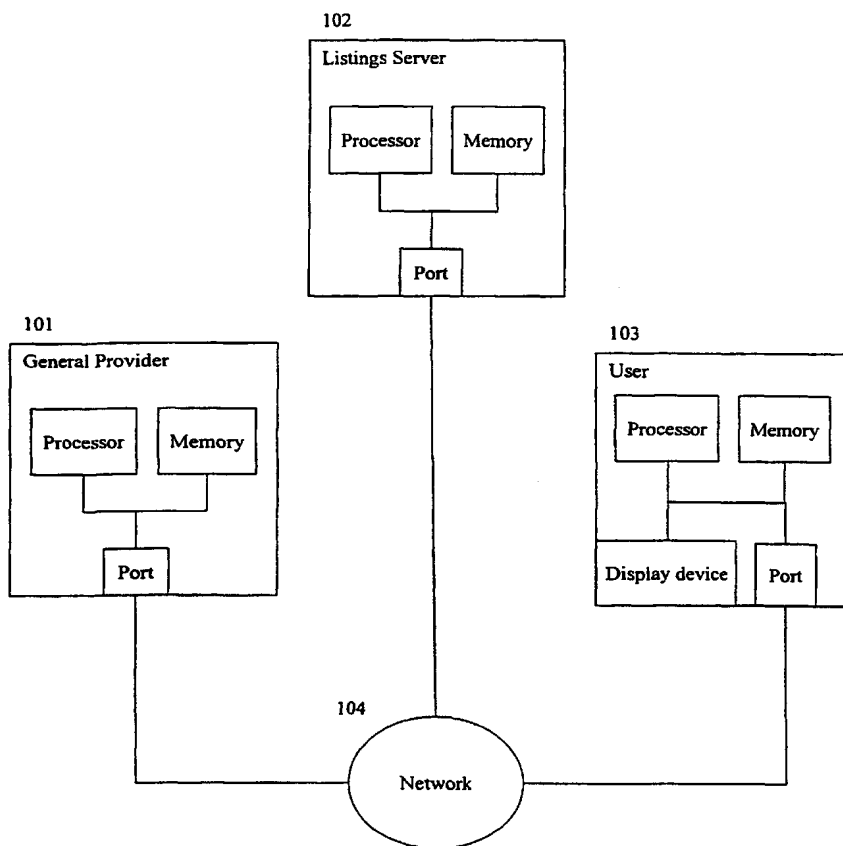 102
Listings Server
Processor
Memory
Port
101
General Provider
Processor
Memory
Port
103
User
Processor
Memory
Display device
Port
104
Network